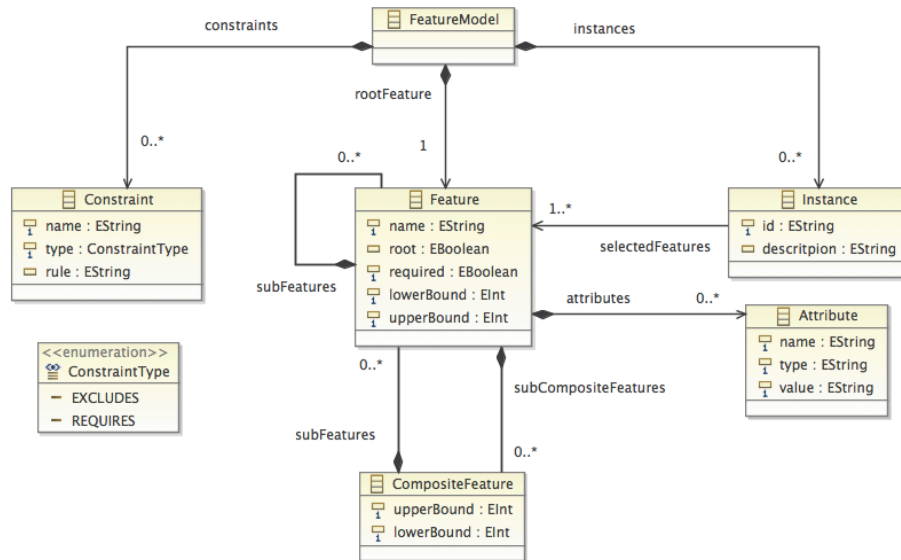 FeatureModel
constraints
instances
rootFeature
0..*
1
0..*
0..*
Constraint
name : EString
type : ConstraintType
rule : EString
Feature
name : EString
root : EBoolean
required : EBoolean
lowerBound : EInt
upperBound : EInt
subFeatures
1..*
selectedFeatures
Instance
id : EString
descritpion : EString
attributes
0..*
Attribute
name : EString
type : EString
value : EString
<<enumeration>>
ConstraintType
EXCLUDES
REQUIRES
0..*
subCompositeFeatures
subFeatures
0..*
CompositeFeature
upperBound : EInt
lowerBound : EInt